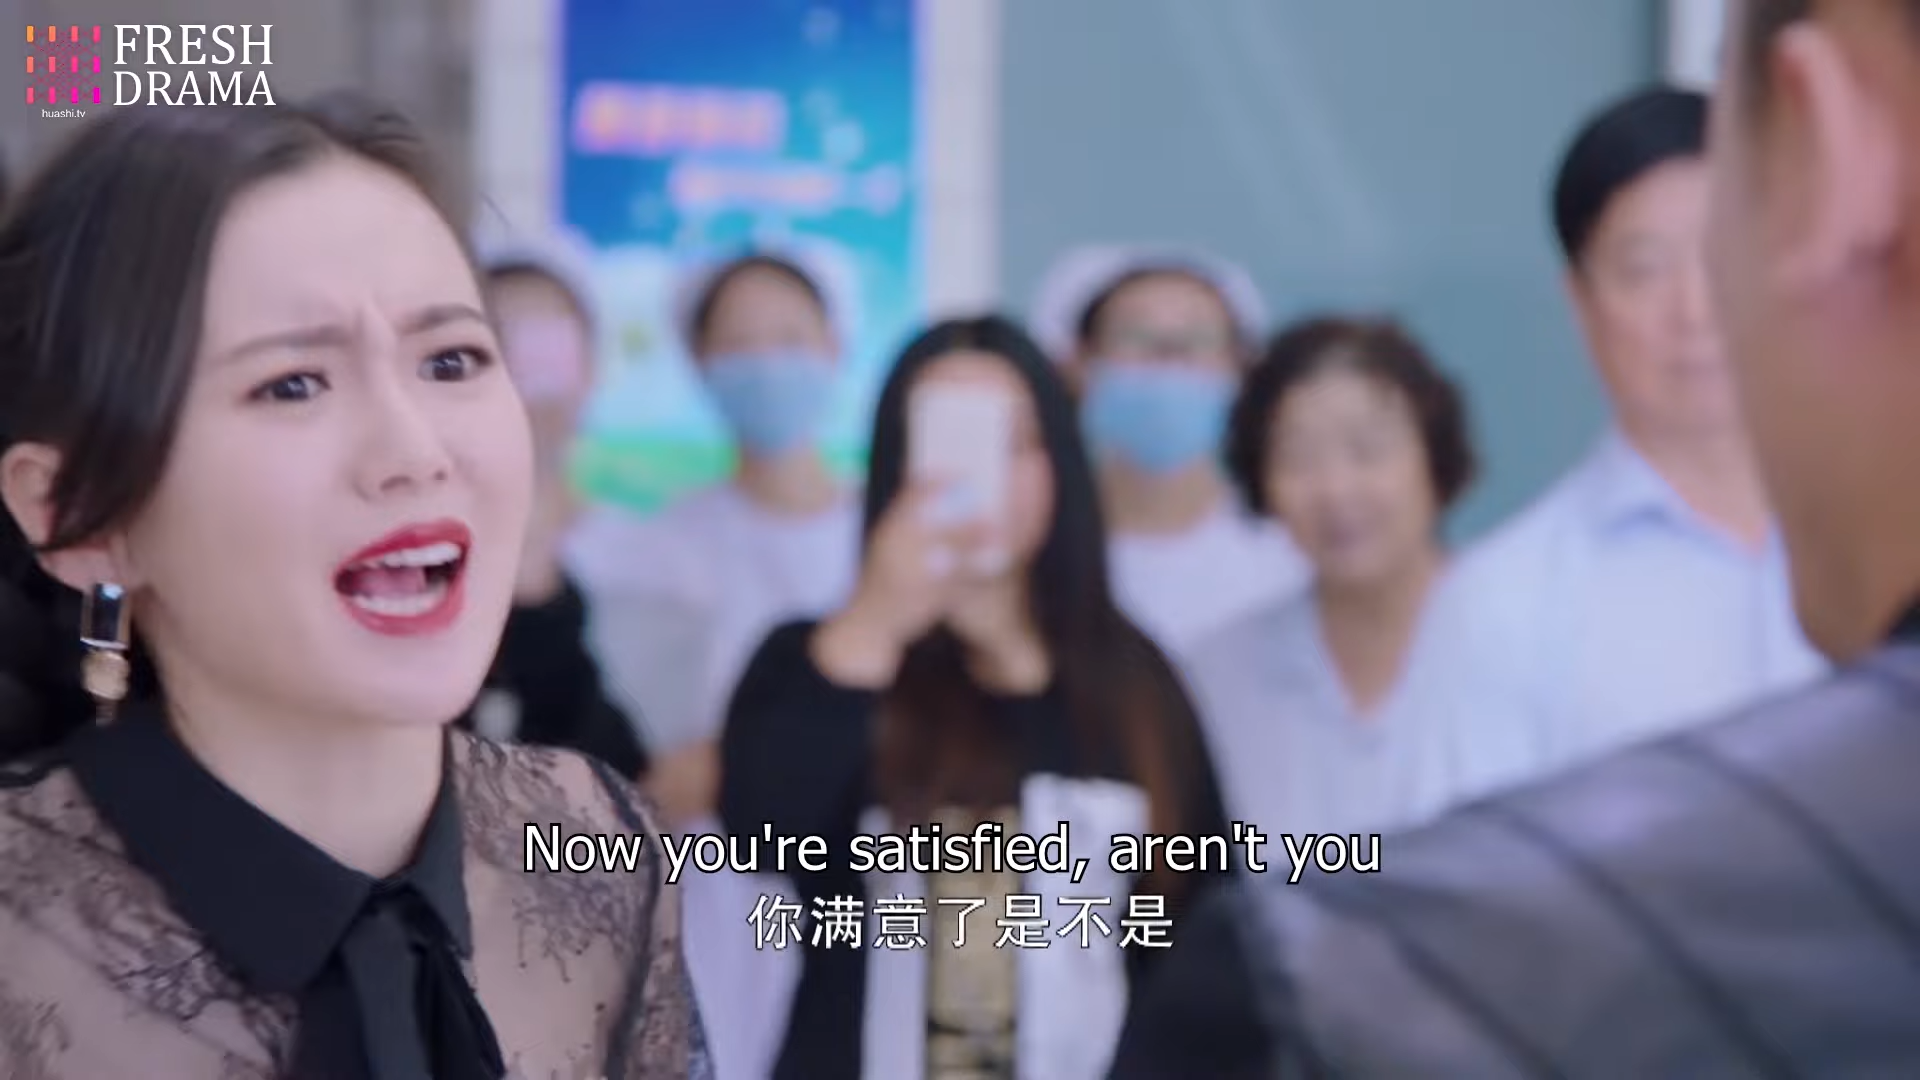 FRESH
DRAMA
huashi.tv
Now you're satisfied, aren't you
你满意了是不是